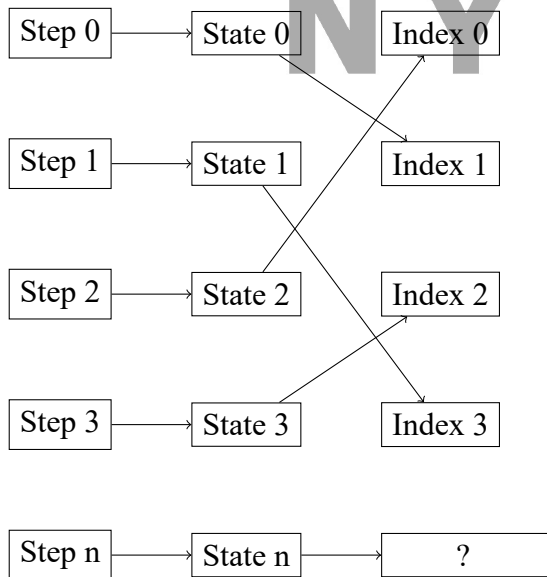 NY
Step 0 State 0 Index 0
Step 1 State 1 Index 1
Step 2 State 2 Index 2
Step 3 State 3 Index 3
Step n State n ?